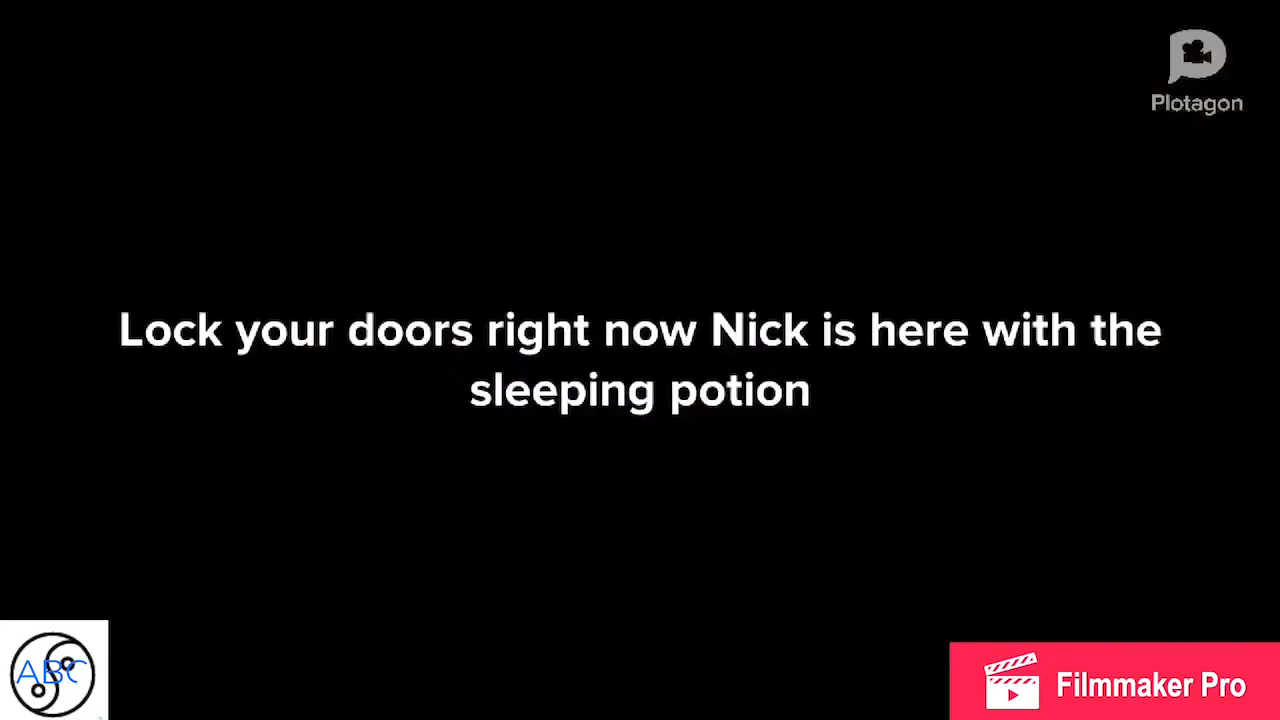 Plotagon
Lock your doors right now Nick is here with the
sleeping potion
ABC
Filmmaker Pro